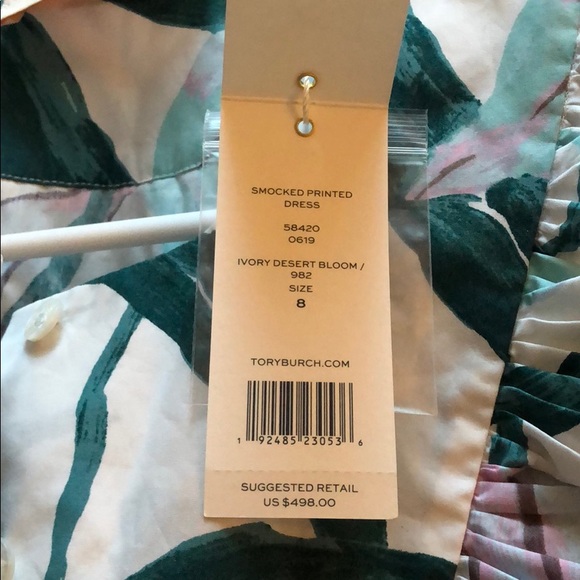 SMOCKED PRINTED
DRESS
58420
0619
IVORY DESERT BLOOM /
982
SIZE
8
TORYBURCH.COM
1 92485 23053 6
SUGGESTED RETAIL
US $498.00